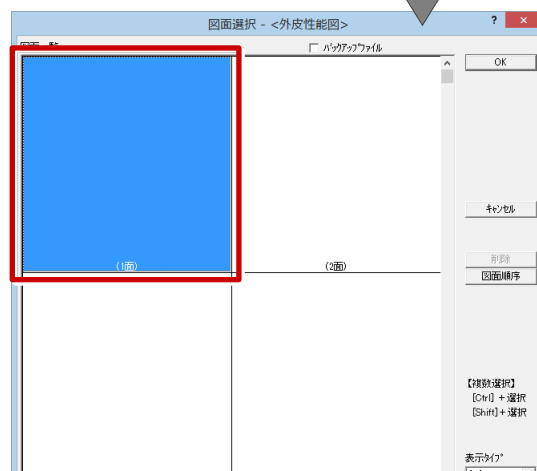 図面選択 - <外皮性能図>
?
×
バックアップファイル
OK
(1面)
(2面)
キャンセル
削除
図面順序
【複数選択】
[Ctrl] + 選択
[Shift] + 選択
表示タイプ